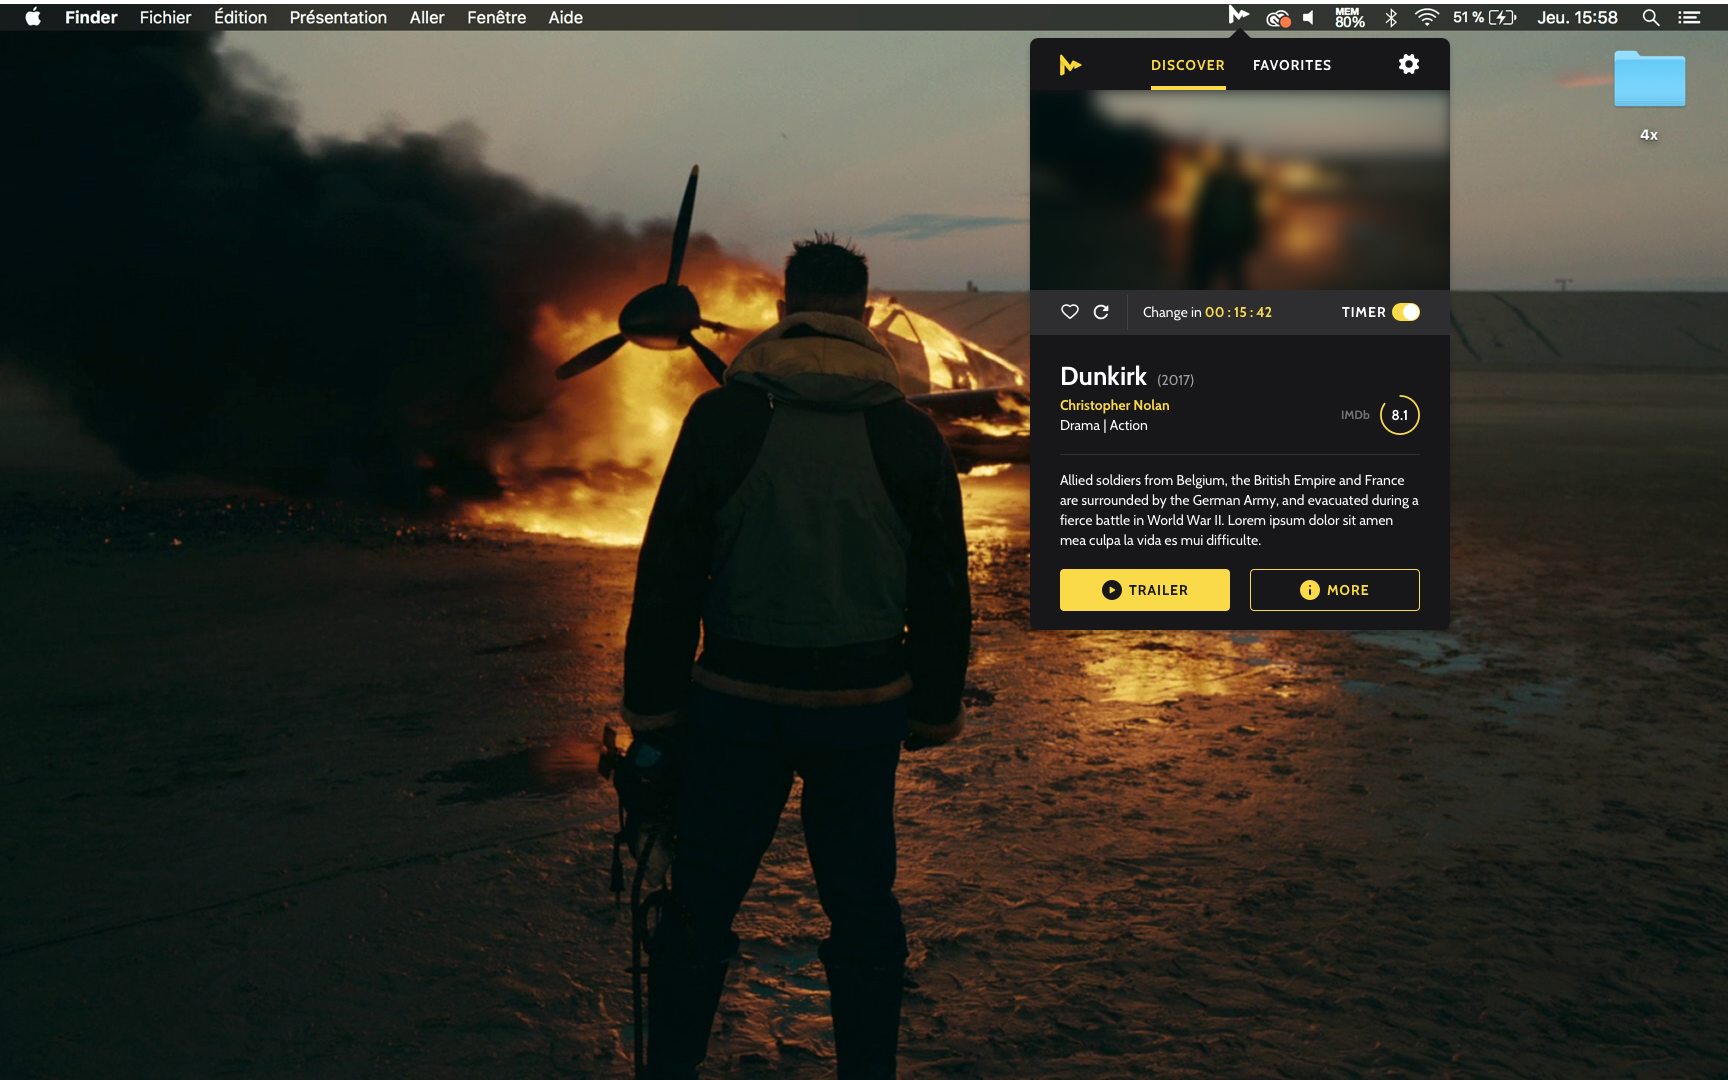 Finder Fichier Édition Présentation Aller Fenêtre Aide MEM 80% 51 % Jeu. 15:58
DISCOVER FAVORITES
4x
Change in 00 : 15 : 42 TIMER
Dunkirk (2017)
Christopher Nolan
Drama | Action
IMDb 8.1
Allied soldiers from Belgium, the British Empire and France
are surrounded by the German Army, and evacuated during a
fierce battle in World War II. Lorem ipsum dolor sit amen
mea culpa la vida es mui difficulte.
TRAILER MORE